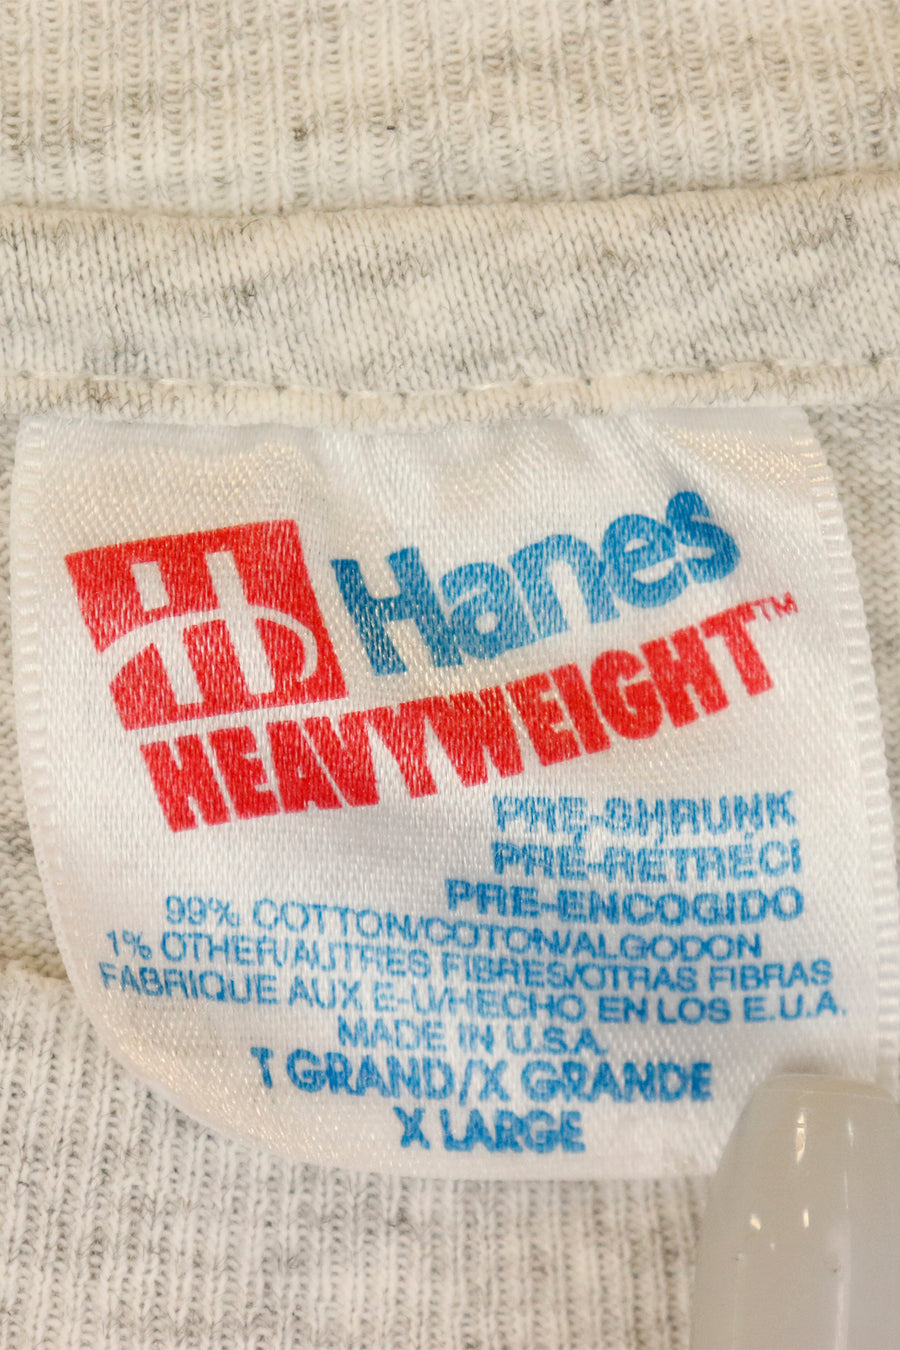 Hanes
HEAVYWEIGHT™
PRE-SHRUNK
PRÉ-RÉTRÉCI
PRE-ENCOGIDO
99% COTTON/COTON/ALGODON
1% OTHER/AUTRES FIBRES/OTRAS FIBRAS
FABRIQUE AUX E-U/HECHO EN LOS E.U.A.
MADE IN U.S.A.
T GRAND/X GRANDE
X LARGE